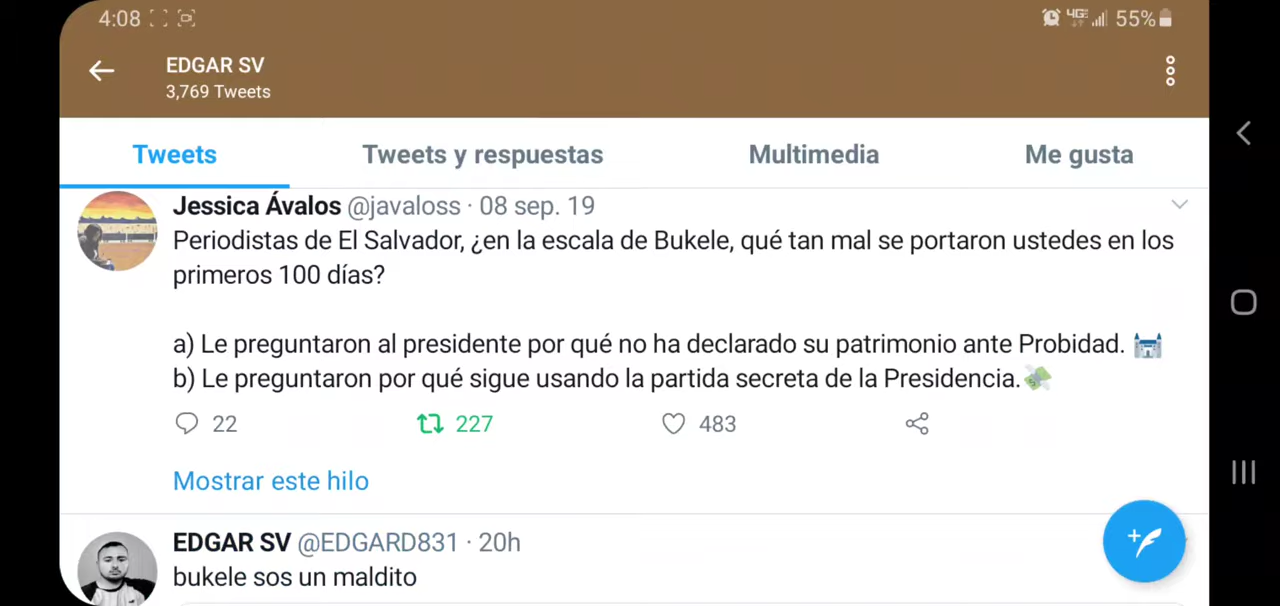 4:08 4G 55%
EDGAR SV
3,769 Tweets
Tweets Tweets y respuestas Multimedia Me gusta
Jessica Ávalos @javaloss · 08 sep. 19
Periodistas de El Salvador, ¿en la escala de Bukele, qué tan mal se portaron ustedes en los
primeros 100 días?
a) Le preguntaron al presidente por qué no ha declarado su patrimonio ante Probidad. 🏰
b) Le preguntaron por qué sigue usando la partida secreta de la Presidencia.💸
22 227 483
Mostrar este hilo
EDGAR SV @EDGARD831 · 20h
bukele sos un maldito